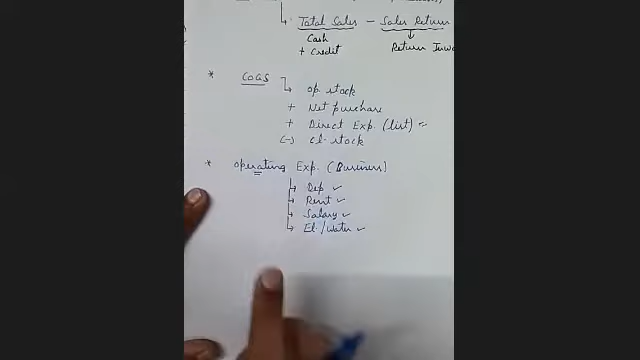 Total Sales - Sales Return
Cash
+ Credit
Return Inwa
* COGS
op stock
+ Net purchase
+ Direct Exp. (list)
(-) cl. stock
* Operating Exp. (Business)
Dep ✓
Rent ✓
Salary ✓
El./water ✓